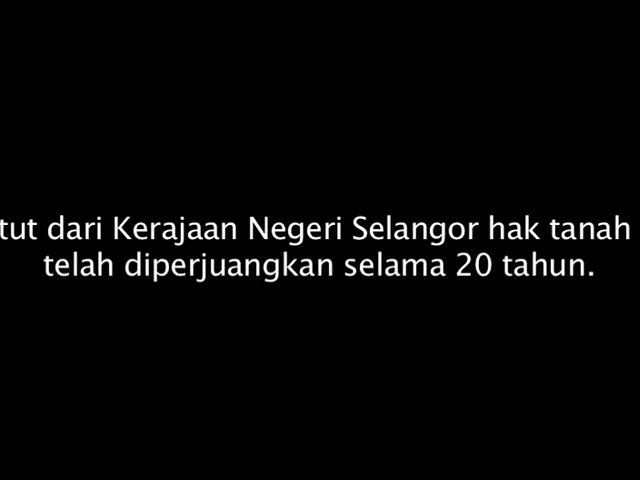 tut dari Kerajaan Negeri Selangor hak tanah
telah diperjuangkan selama 20 tahun.